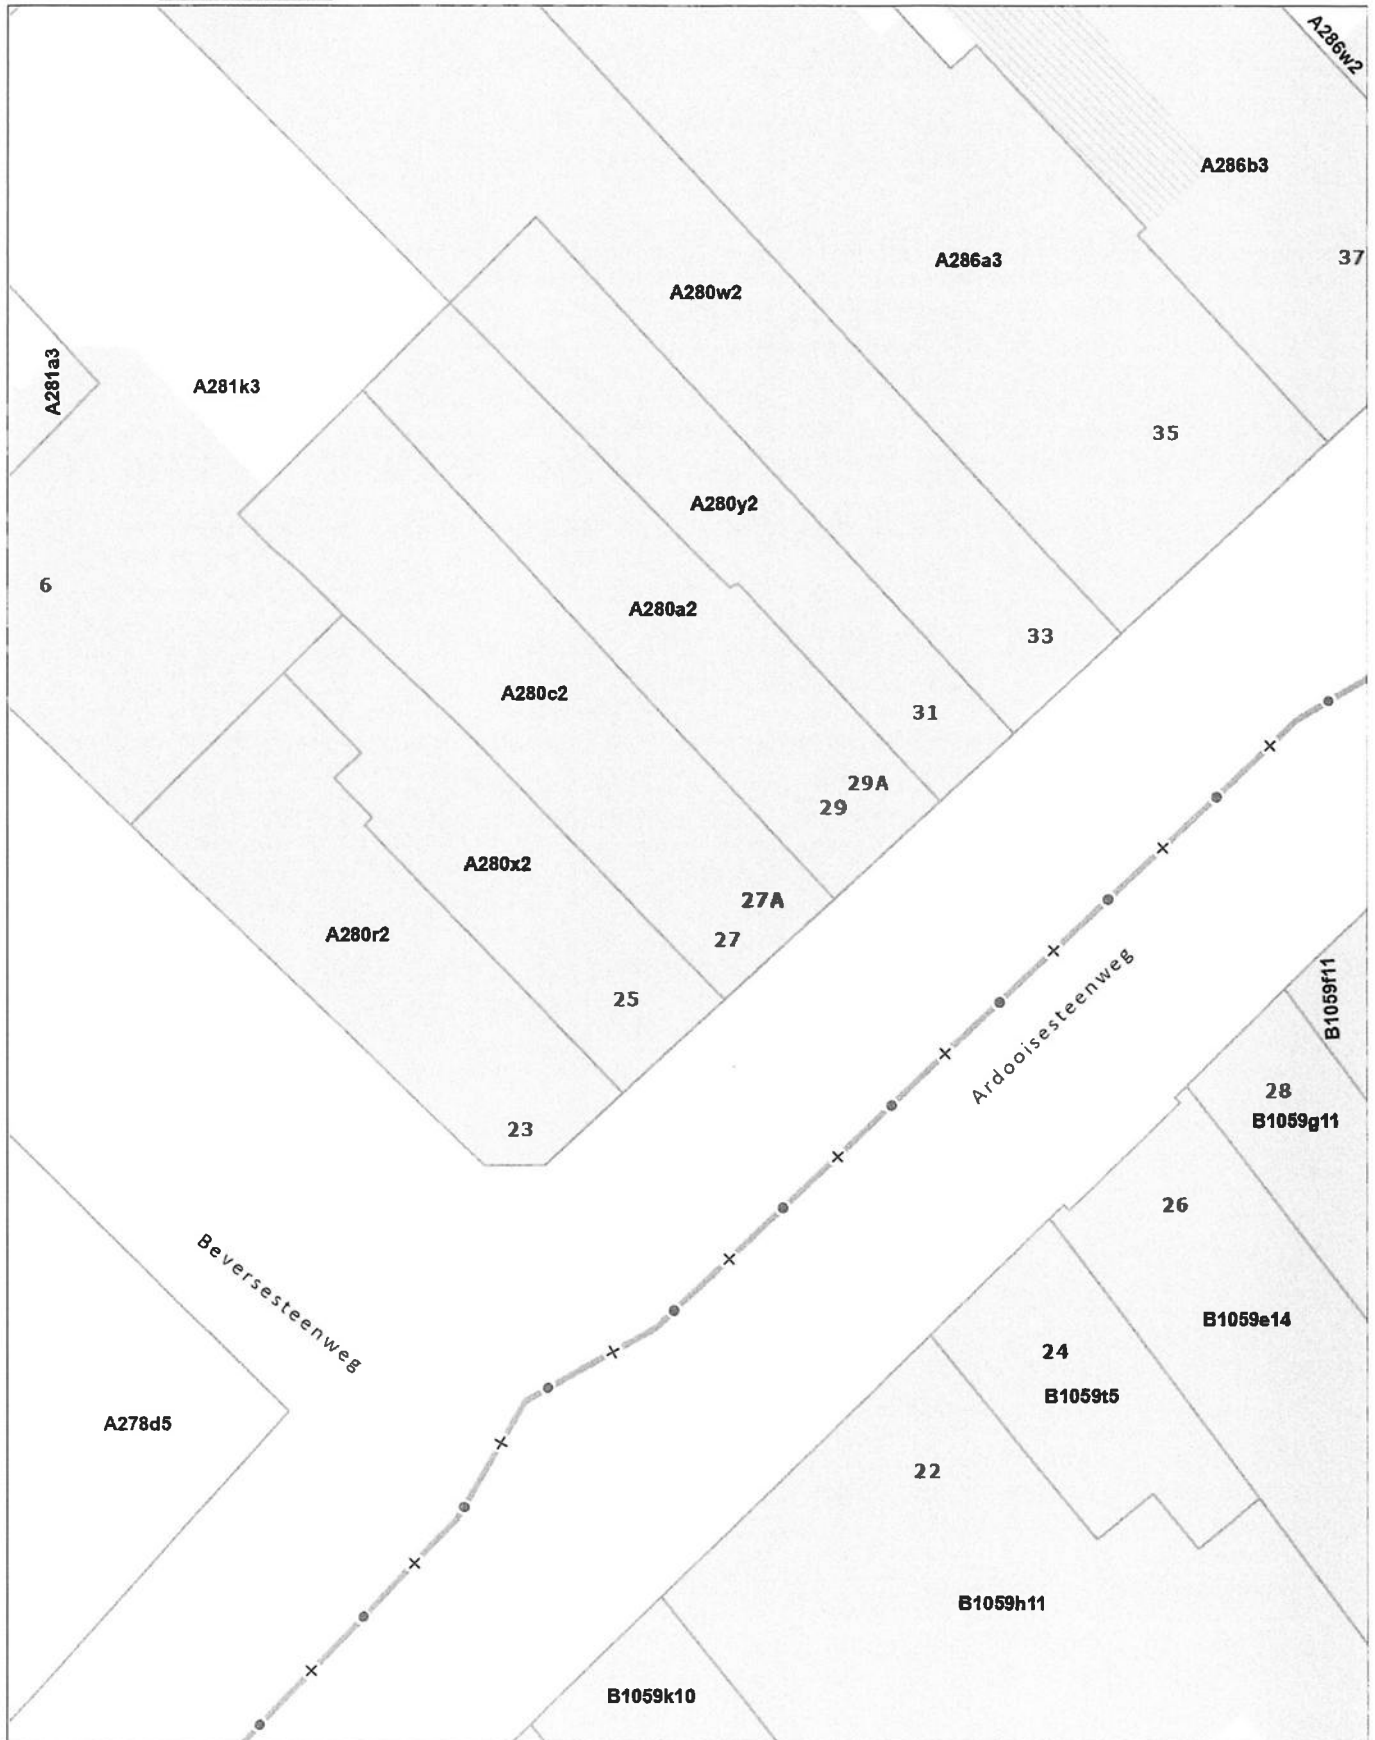 A286w2
A286b3
37
A286a3
A280w2
A281a3
A281k3
35
A280y2
6
A280a2
33
A280c2
31
29A
29
A280x2
27A
A280r2
27
Ardooisesteenweg
B1059f11
25
28
B1059g11
23
26
Beversesteenweg
B1059e14
24
B1059t5
A278d5
22
B1059h11
B1059k10